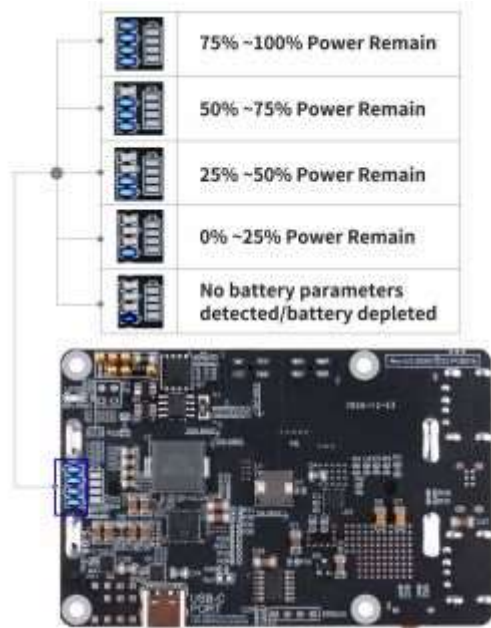 75% ~100% Power Remain
50% ~75% Power Remain
25% ~50% Power Remain
0% ~25% Power Remain
No battery parameters
detected/battery depleted
USB-C
PORT